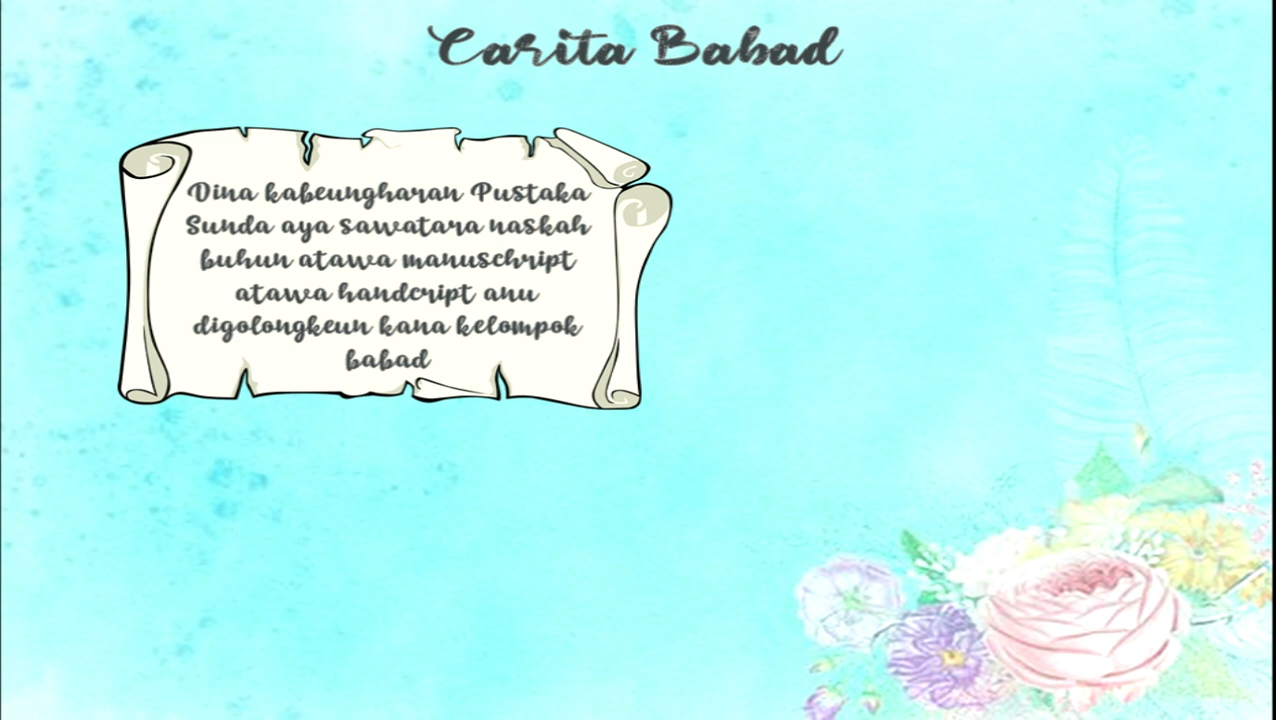 Carita Babad
Dina kabeungharan Pustaka
Sunda aya sawatara naskah
buhun atawa manuschript
atawa handcript anu
digolongkeun kana kelompok
babad